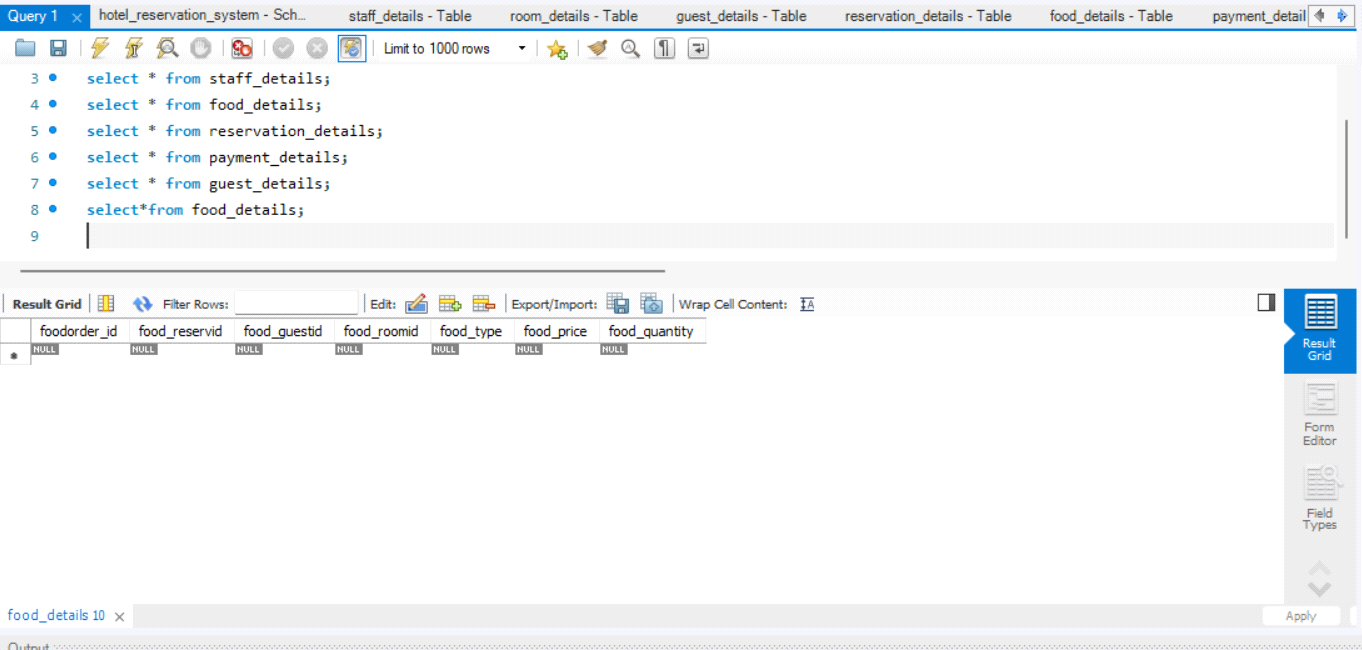 Query 1 hotel_reservation_system - Sch... staff_details - Table room_details - Table guest_details - Table reservation_details - Table food_details - Table payment_detail
Limit to 1000 rows
3 select * from staff_details;
4 select * from food_details;
5 select * from reservation_details;
6 select * from payment_details;
7 select * from guest_details;
8 select*from food_details;
9
Result Grid Filter Rows: Edit: Export/Import: Wrap Cell Content: IA
foodorder_id food_reservid food_guestid food_roomid food_type food_price food_quantity
NULL NULL NULL NULL NULL NULL NULL
Result
Grid
Form
Editor
Field
Types
food_details 10
Apply
Output